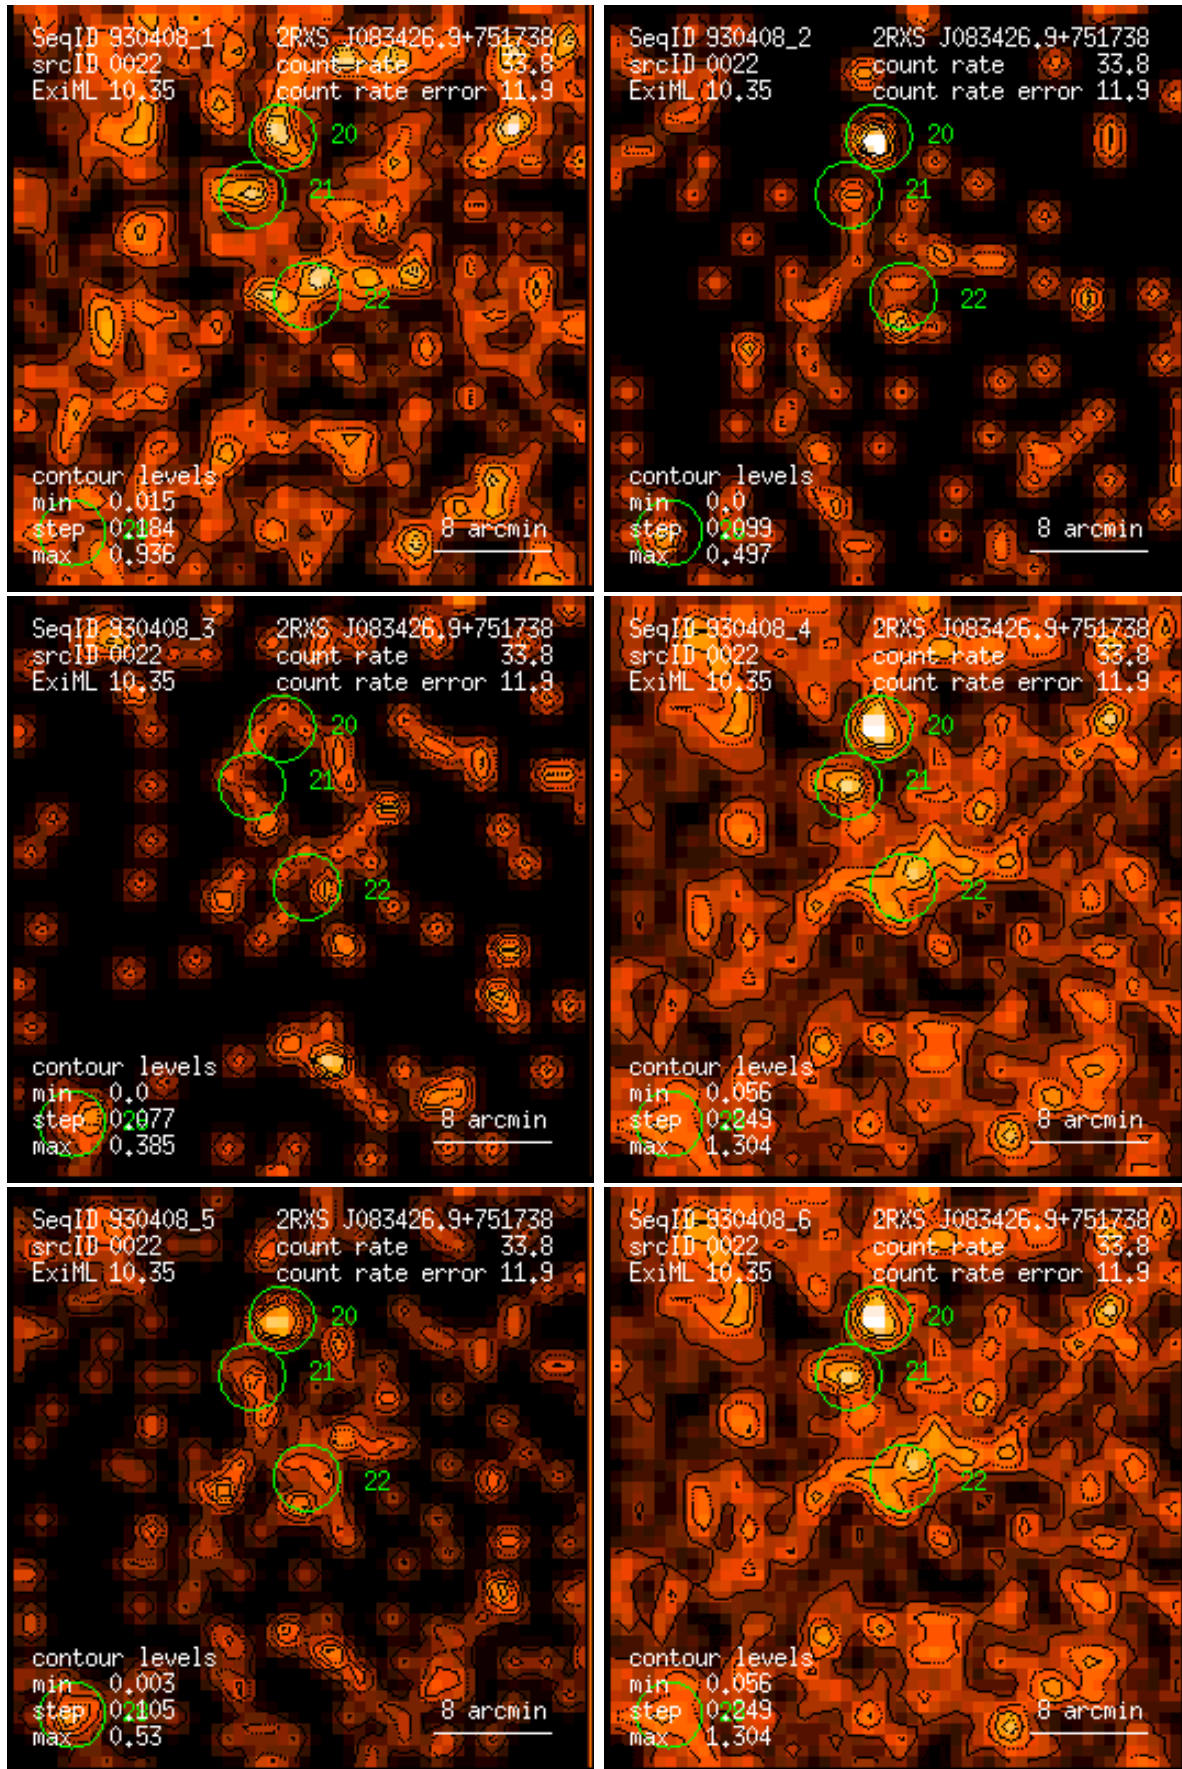 SeqID 930408_1 2RXS J083426.9+751738
srcID 0022 count rate 33.8
ExiML 10.35 count rate error 11.9
20
21
22
contour levels
min 0.015
step 0.184
max 0.936
8 arcmin
SeqID 930408_2 2RXS J083426.9+751738
srcID 0022 count rate 33.8
ExiML 10.35 count rate error 11.9
20
21
22
contour levels
min 0.0
step 0.099
max 0.497
8 arcmin
SeqID 930408_3 2RXS J083426.9+751738
srcID 0022 count rate 33.8
ExiML 10.35 count rate error 11.9
20
21
22
contour levels
min 0.0
step 0.077
max 0.385
8 arcmin
SeqID 930408_4 2RXS J083426.9+751738
srcID 0022 count rate 33.8
ExiML 10.35 count rate error 11.9
20
21
22
contour levels
min 0.056
step 0.249
max 1.304
8 arcmin
SeqID 930408_5 2RXS J083426.9+751738
srcID 0022 count rate 33.8
ExiML 10.35 count rate error 11.9
20
21
22
contour levels
min 0.003
step 0.105
max 0.53
8 arcmin
SeqID 930408_6 2RXS J083426.9+751738
srcID 0022 count rate 33.8
ExiML 10.35 count rate error 11.9
20
21
22
contour levels
min 0.056
step 0.249
max 1.304
8 arcmin